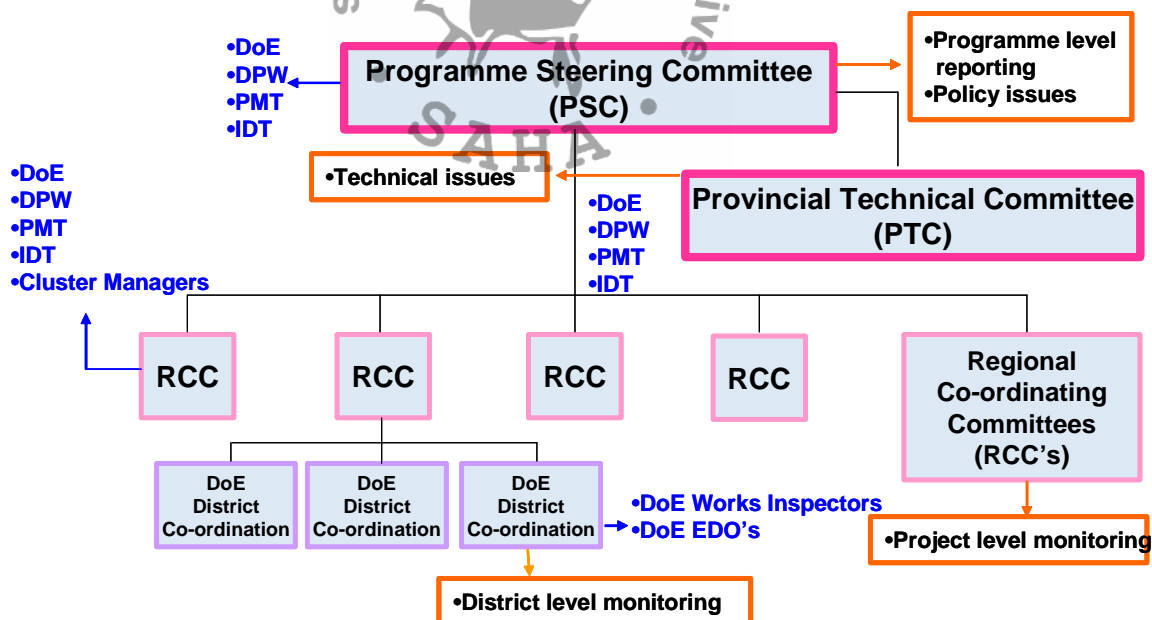 s
ive
SAHA
•DoE
•DPW
•PMT
•IDT
Programme Steering Committee
(PSC)
•Programme level
reporting
•Policy issues
•Technical issues
Provincial Technical Committee
(PTC)
•DoE
•DPW
•PMT
•IDT
•DoE
•DPW
•PMT
•IDT
•Cluster Managers
RCC
RCC
RCC
RCC
Regional
Co-ordinating
Committees
(RCC's)
DoE
District
Co-ordination
DoE
District
Co-ordination
DoE
District
Co-ordination
•DoE Works Inspectors
•DoE EDO's
•Project level monitoring
•District level monitoring